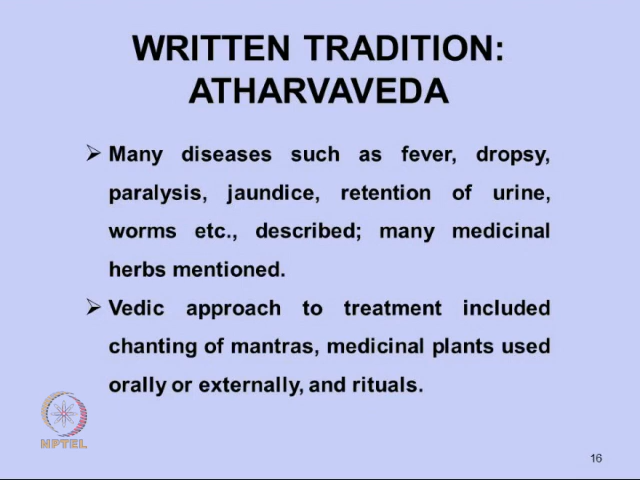 WRITTEN TRADITION:
ATHARVAVEDA
➢ Many diseases such as fever, dropsy,
paralysis, jaundice, retention of urine,
worms etc., described; many medicinal
herbs mentioned.
➢ Vedic approach to treatment included
chanting of mantras, medicinal plants used
orally or externally, and rituals.
NPTEL
16